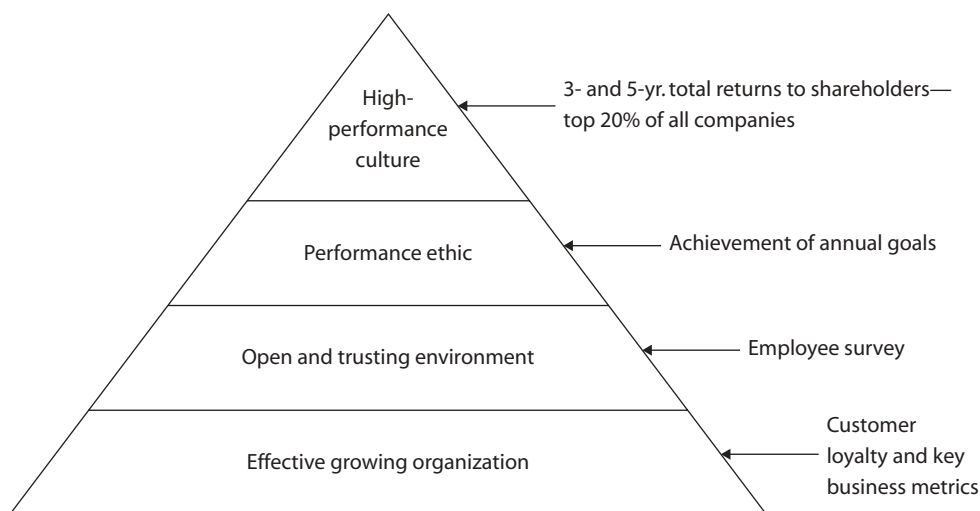 High-
performance
culture
3- and 5-yr. total returns to shareholders—
top 20% of all companies
Performance ethic
Achievement of annual goals
Open and trusting environment
Employee survey
Effective growing organization
Customer
loyalty and key
business metrics